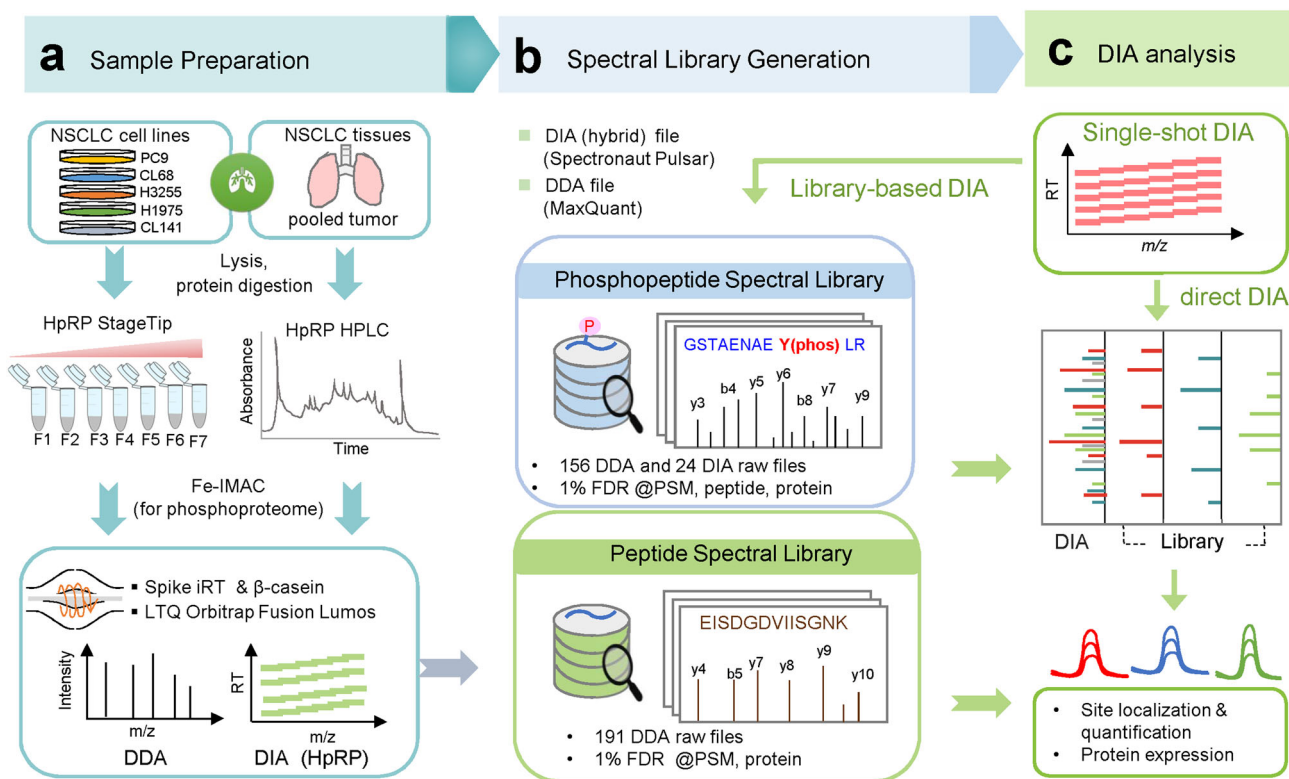 a Sample Preparation
NSCLC cell lines
PC9
CL68
H3255
H1975
CL141
NSCLC tissues
pooled tumor
Lysis,
protein digestion
HpRP StageTip
F1 F2 F3 F4 F5 F6 F7
HpRP HPLC
Absorbance
Time
Fe-IMAC
(for phosphoproteome)
▪ Spike iRT & β-casein
▪ LTQ Orbitrap Fusion Lumos
Intensity
m/z
DDA
RT
m/z
DIA (HpRP)
b Spectral Library Generation
DIA (hybrid) file
(Spectronaut Pulsar)
DDA file
(MaxQuant)
Library-based DIA
Phosphopeptide Spectral Library
P
GSTAENAE Y(phos) LR
y3 b4 y5 y6 b8 y7 y9
• 156 DDA and 24 DIA raw files
• 1% FDR @PSM, peptide, protein
Peptide Spectral Library
EISDGDVIISGNK
y4 b5 y7 y8 y9 y10
• 191 DDA raw files
• 1% FDR @PSM, protein
c DIA analysis
Single-shot DIA
RT
m/z
direct DIA
DIA Library
• Site localization &
quantification
• Protein expression